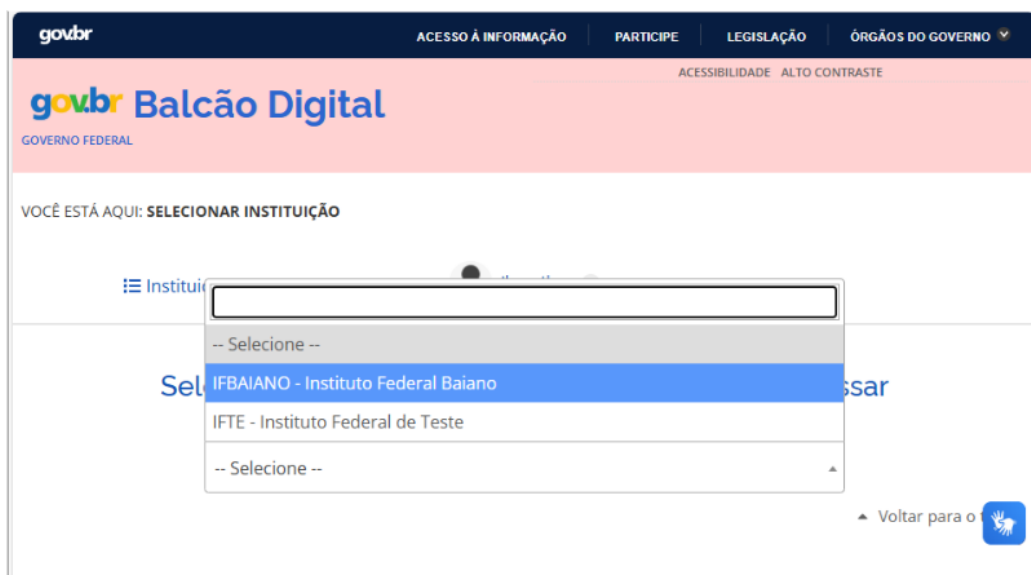 gov.br
ACESSO À INFORMAÇÃO PARTICIPE LEGISLAÇÃO ÓRGÃOS DO GOVERNO
ACESSIBILIDADE ALTO CONTRASTE
gov.br Balcão Digital
GOVERNO FEDERAL
VOCÊ ESTÁ AQUI: SELECIONAR INSTITUIÇÃO
-- Selecione --
IFBAIANO - Instituto Federal Baiano
IFTE - Instituto Federal de Teste
-- Selecione --
Voltar para o